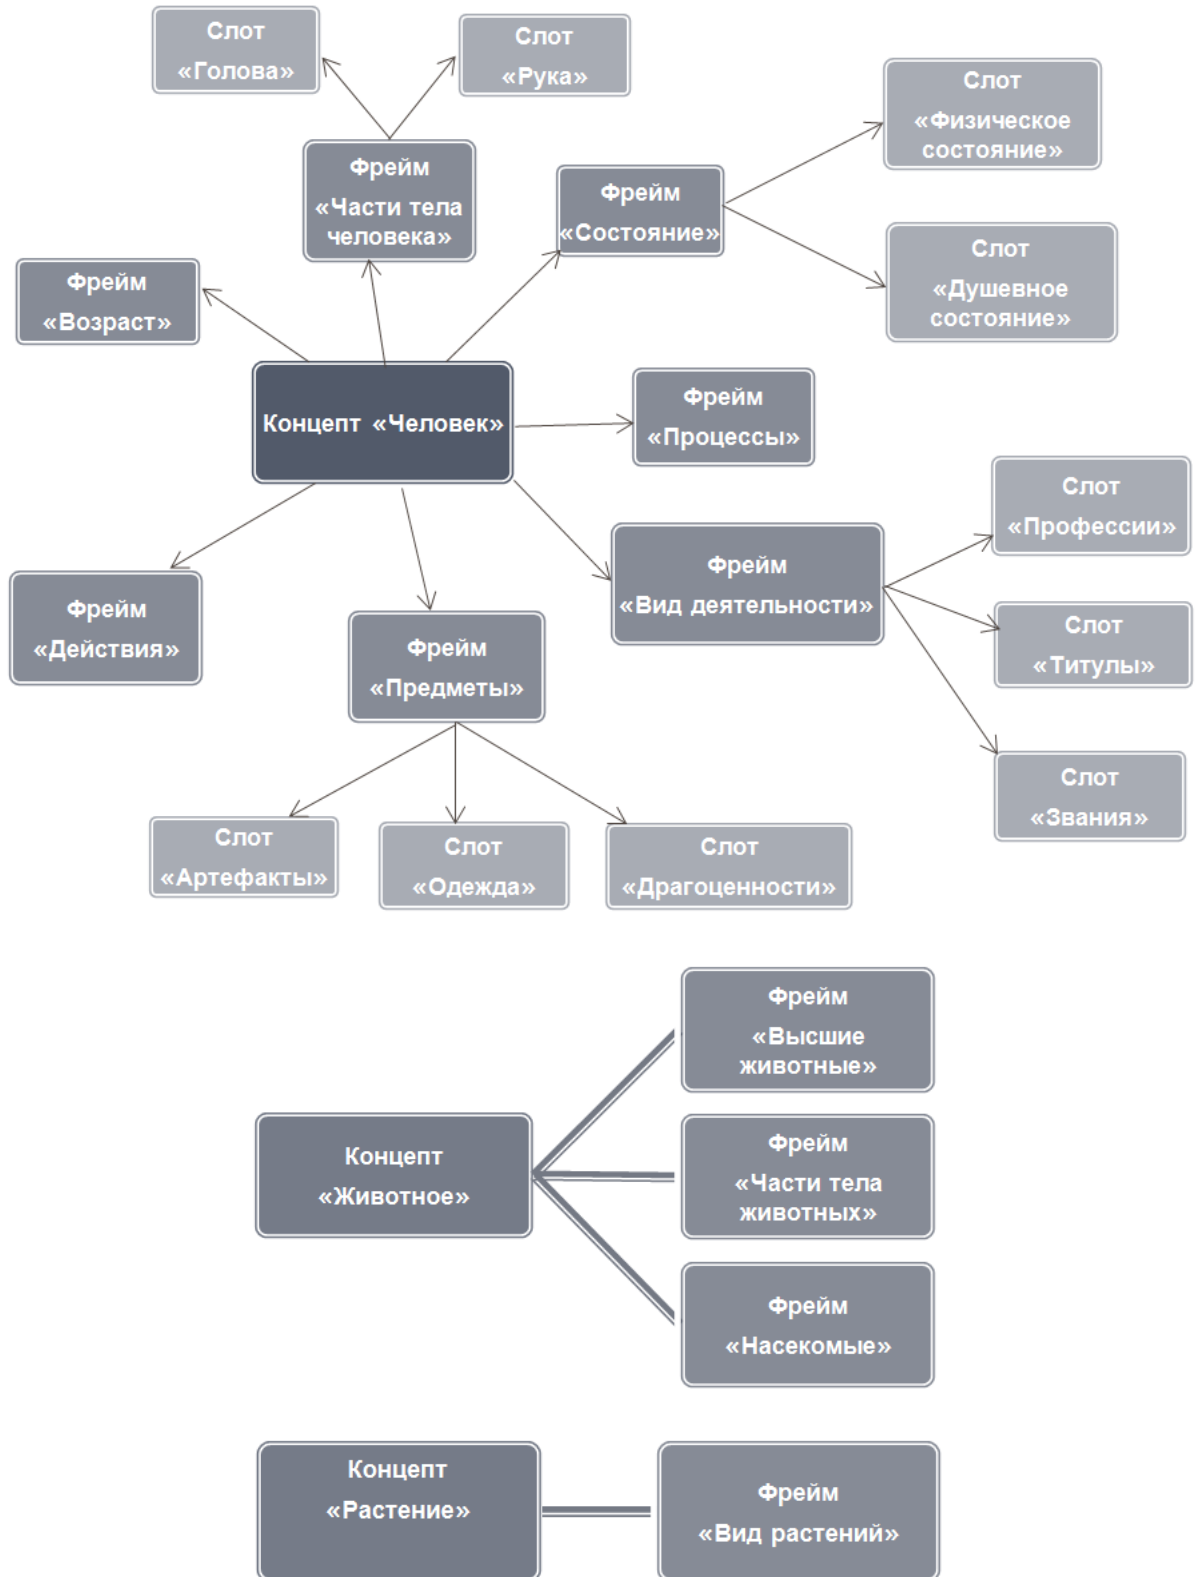 Слот
«Голова»
Слот
«Рука»
Слот
«Физическое
состояние»
Фрейм
«Части тела
человека»
Фрейм
«Состояние»
Слот
«Душевное
состояние»
Фрейм
«Возраст»
Концепт «Человек»
Фрейм
«Процессы»
Слот
«Профессии»
Фрейм
«Вид деятельности»
Фрейм
«Действия»
Фрейм
«Предметы»
Слот
«Титулы»
Слот
«Звания»
Слот
«Артефакты»
Слот
«Одежда»
Слот
«Драгоценности»
Фрейм
«Высшие
животные»
Концепт
«Животное»
Фрейм
«Части тела
животных»
Фрейм
«Насекомые»
Концепт
«Растение»
Фрейм
«Вид растений»